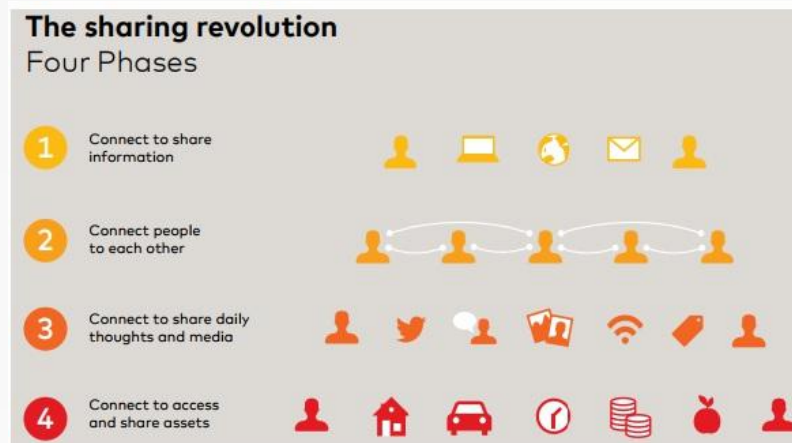 The sharing revolution
Four Phases
1
Connect to share
information
2
Connect people
to each other
3
Connect to share daily
thoughts and media
4
Connect to access
and share assets